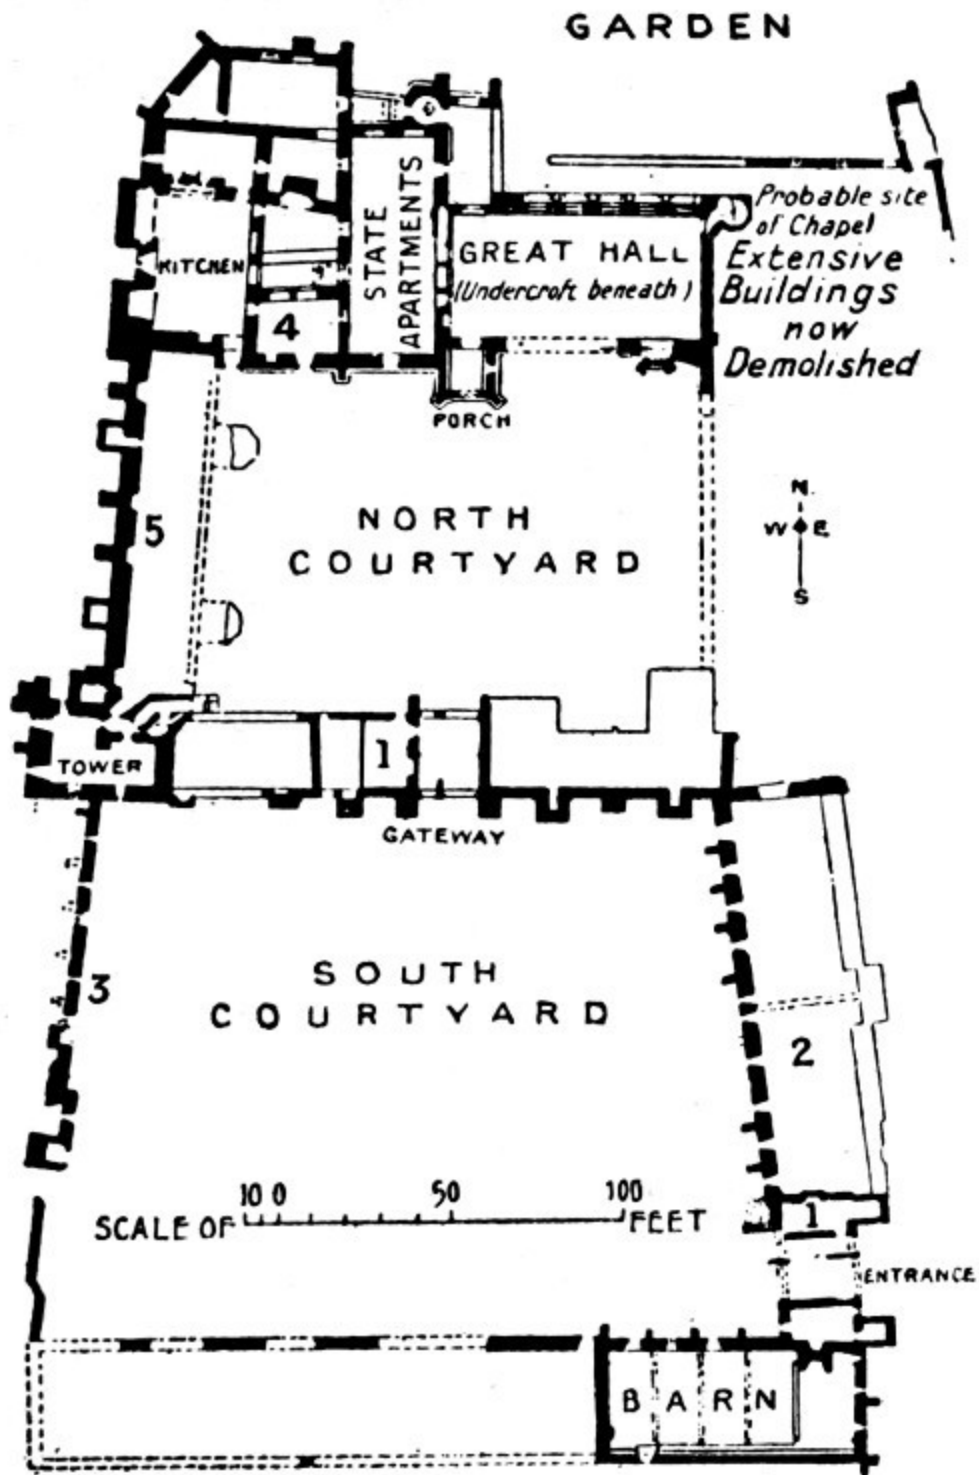 GARDEN
Probable site
of Chapel
Extensive
Buildings
now
Demolished
STATE
APARTMENTS
GREAT HALL
(Undercroft beneath)
KITCHEN
4
PORCH
NORTH
COURTYARD
5
N
W E
S
TOWER
1
GATEWAY
3
SOUTH
COURTYARD
2
10 0 50 100
SCALE OF FEET
1
ENTRANCE
BARN